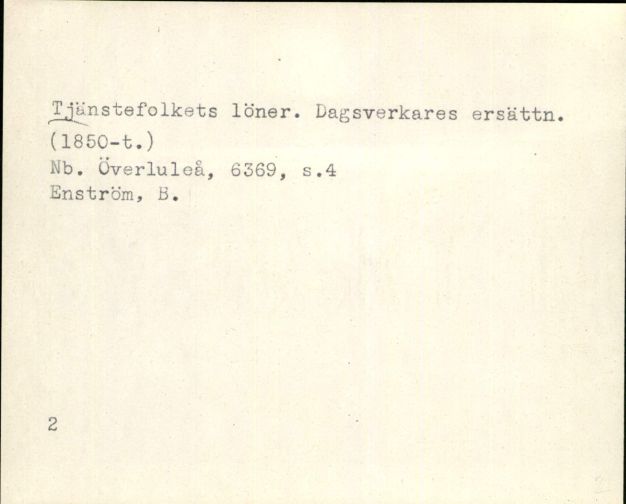 Tjänstefolkets löner. Dagsverkares ersättn.
(1850-t.)
Nb. Överluleå, 6369, s.4
Enström, B.
2